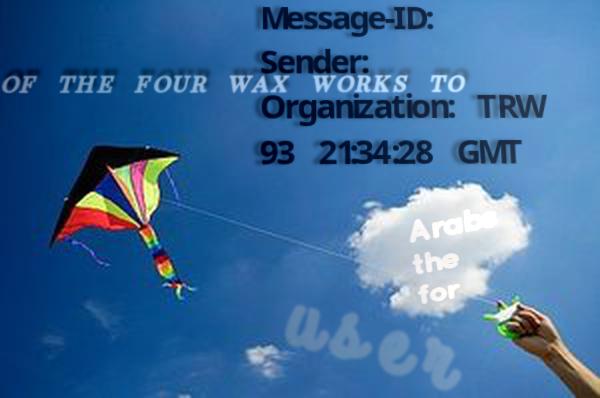 Message-ID:
Sender:
OF THE FOUR WAX WORKS TO
Organization: TRW
93 21:34:28 GMT
Arabs
the
for
user